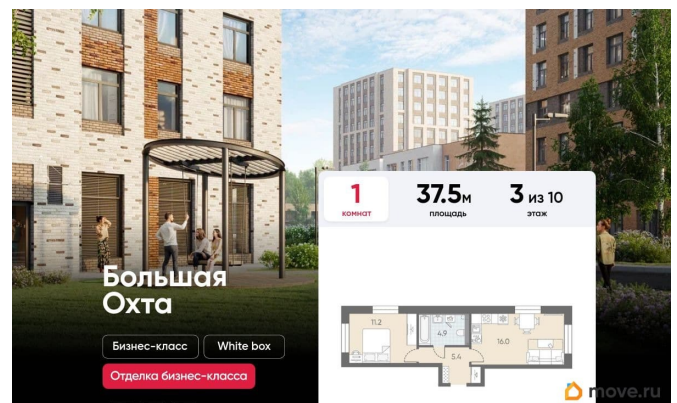 1
комнат
37.5м
площадь
3 из 10
этаж
Большая
Охта
Бизнес-класс
White box
Отделка бизнес-класса
11.2
4.9
16.0
5.4
move.ru